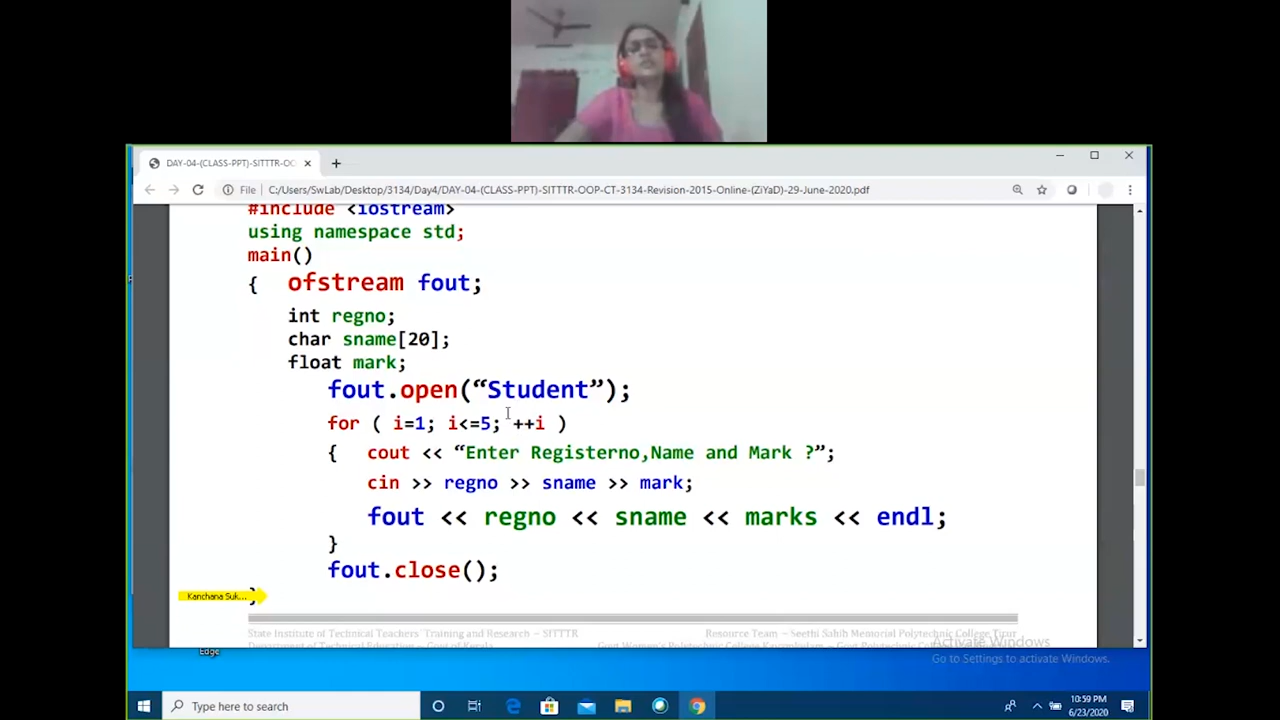 DAY-04-(CLASS-PPT)-SITTTR-OO
File | C:/Users/SwLab/Desktop/3134/Day4/DAY-04-(CLASS-PPT)-SITTTR-OOP-CT-3134-Revision-2015-Online-(ZiYaD)-29-June-2020.pdf
#include <iostream>
using namespace std;
main()
{ ofstream fout;
int regno;
char sname[20];
float mark;
fout.open(“Student”);
for ( i=1; i<=5; ++i )
{ cout << “Enter Registerno,Name and Mark ?”;
cin >> regno >> sname >> mark;
fout << regno << sname << marks << endl;
}
fout.close();
Kanchana Suk... }
State Institute of Technical Teachers' Training and Research – SITTTR Resource Team – Seethi Sahib Memorial Polytechnic College Tirur
Activate Windows
Go to Settings to activate Windows.
Edge
Type here to search
10:59 PM
6/23/2020